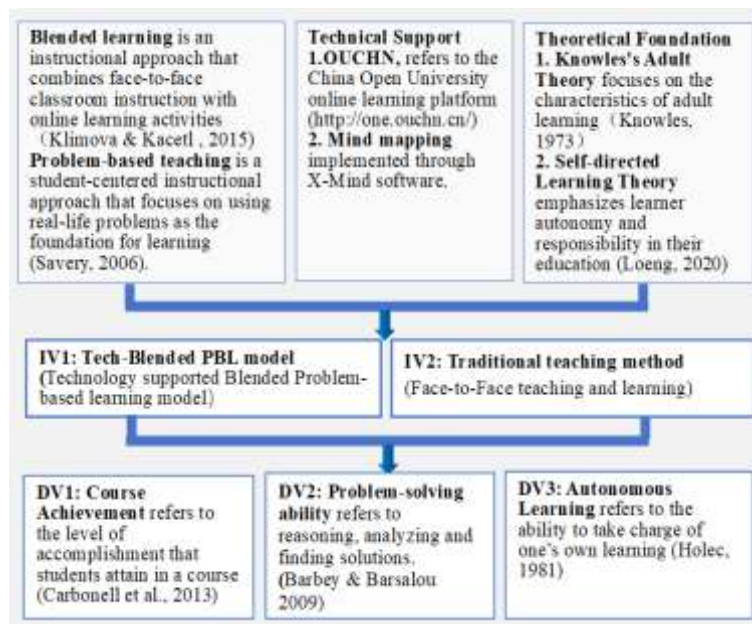 Blended learning is an
instructional approach that
combines face-to-face
classroom instruction with
online learning activities
（Klimova & Kacetl , 2015)
Problem-based teaching is a
student-centered instructional
approach that focuses on using
real-life problems as the
foundation for learning
(Savery, 2006).
Technical Support
1.OUCHN, refers to the
China Open University
online learning platform
(http://one.ouchn.cn/)
2. Mind mapping
implemented through
X-Mind software.
Theoretical Foundation
1. Knowles's Adult
Theory focuses on the
characteristics of adult
learning（Knowles,
1973）
2. Self-directed
Learning Theory
emphasizes learner
autonomy and
responsibility in their
education (Loeng, 2020)
IV1: Tech-Blended PBL model
(Technology supported Blended Problem-
based learning model)
IV2: Traditional teaching method
(Face-to-Face teaching and learning)
DV1: Course
Achievement refers to
the level of
accomplishment that
students attain in a course
(Carbonell et al., 2013)
DV2: Problem-solving
ability refers to
reasoning, analyzing and
finding solutions.
(Barbey & Barsalou
2009)
DV3: Autonomous
Learning refers to the
ability to take charge of
one's own learning (Holec,
1981)